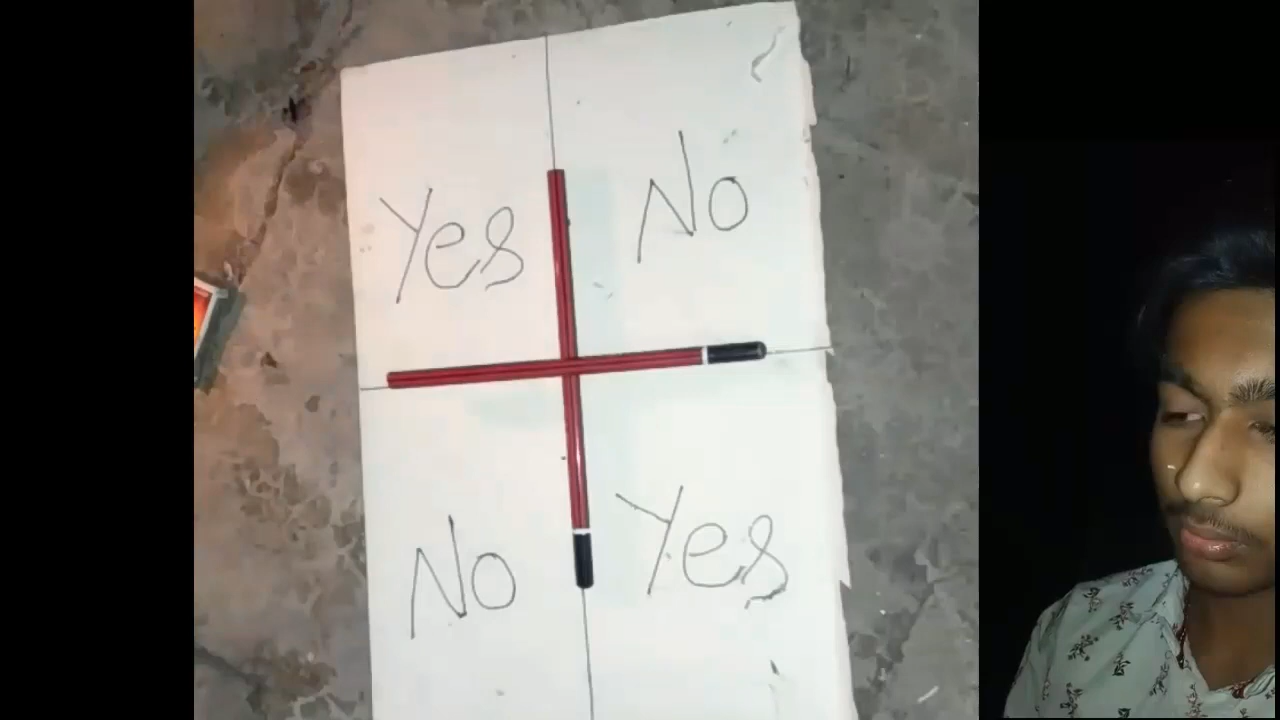 Yes No
No Yes